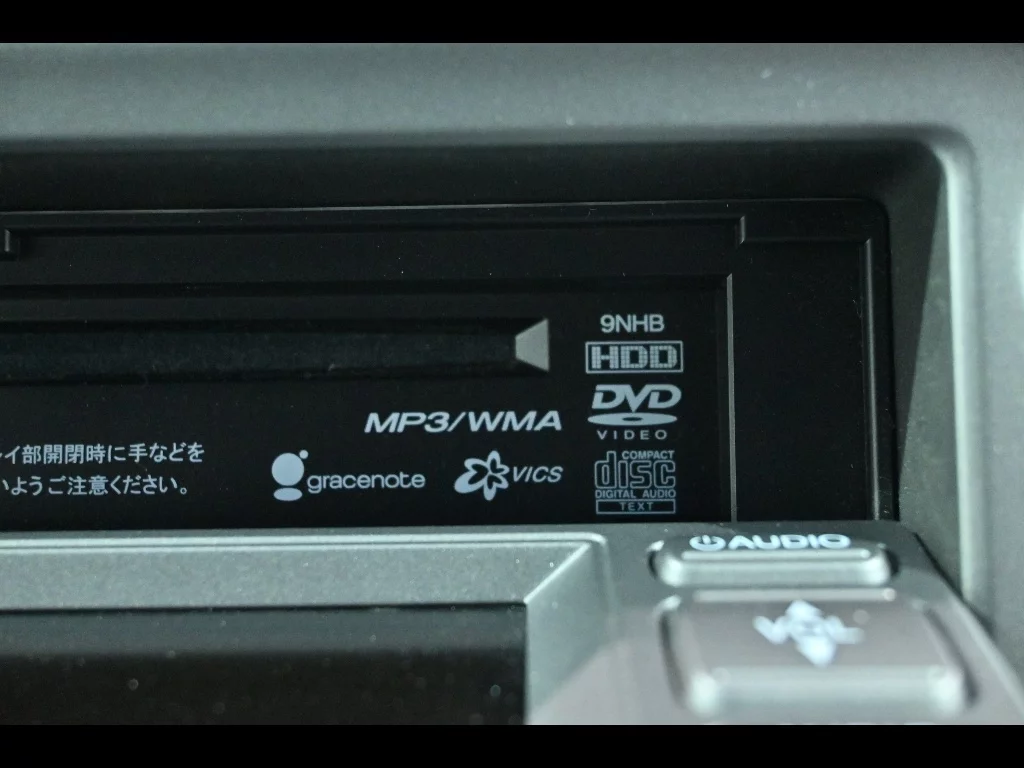 9NHB
HDD
DVD
VIDEO
MP3/WMA
イ部開閉時に手などを
いようご注意ください。
gracenote
VICS
COMPACT
disc
DIGITAL AUDIO
TEXT
AUDIO
VOL